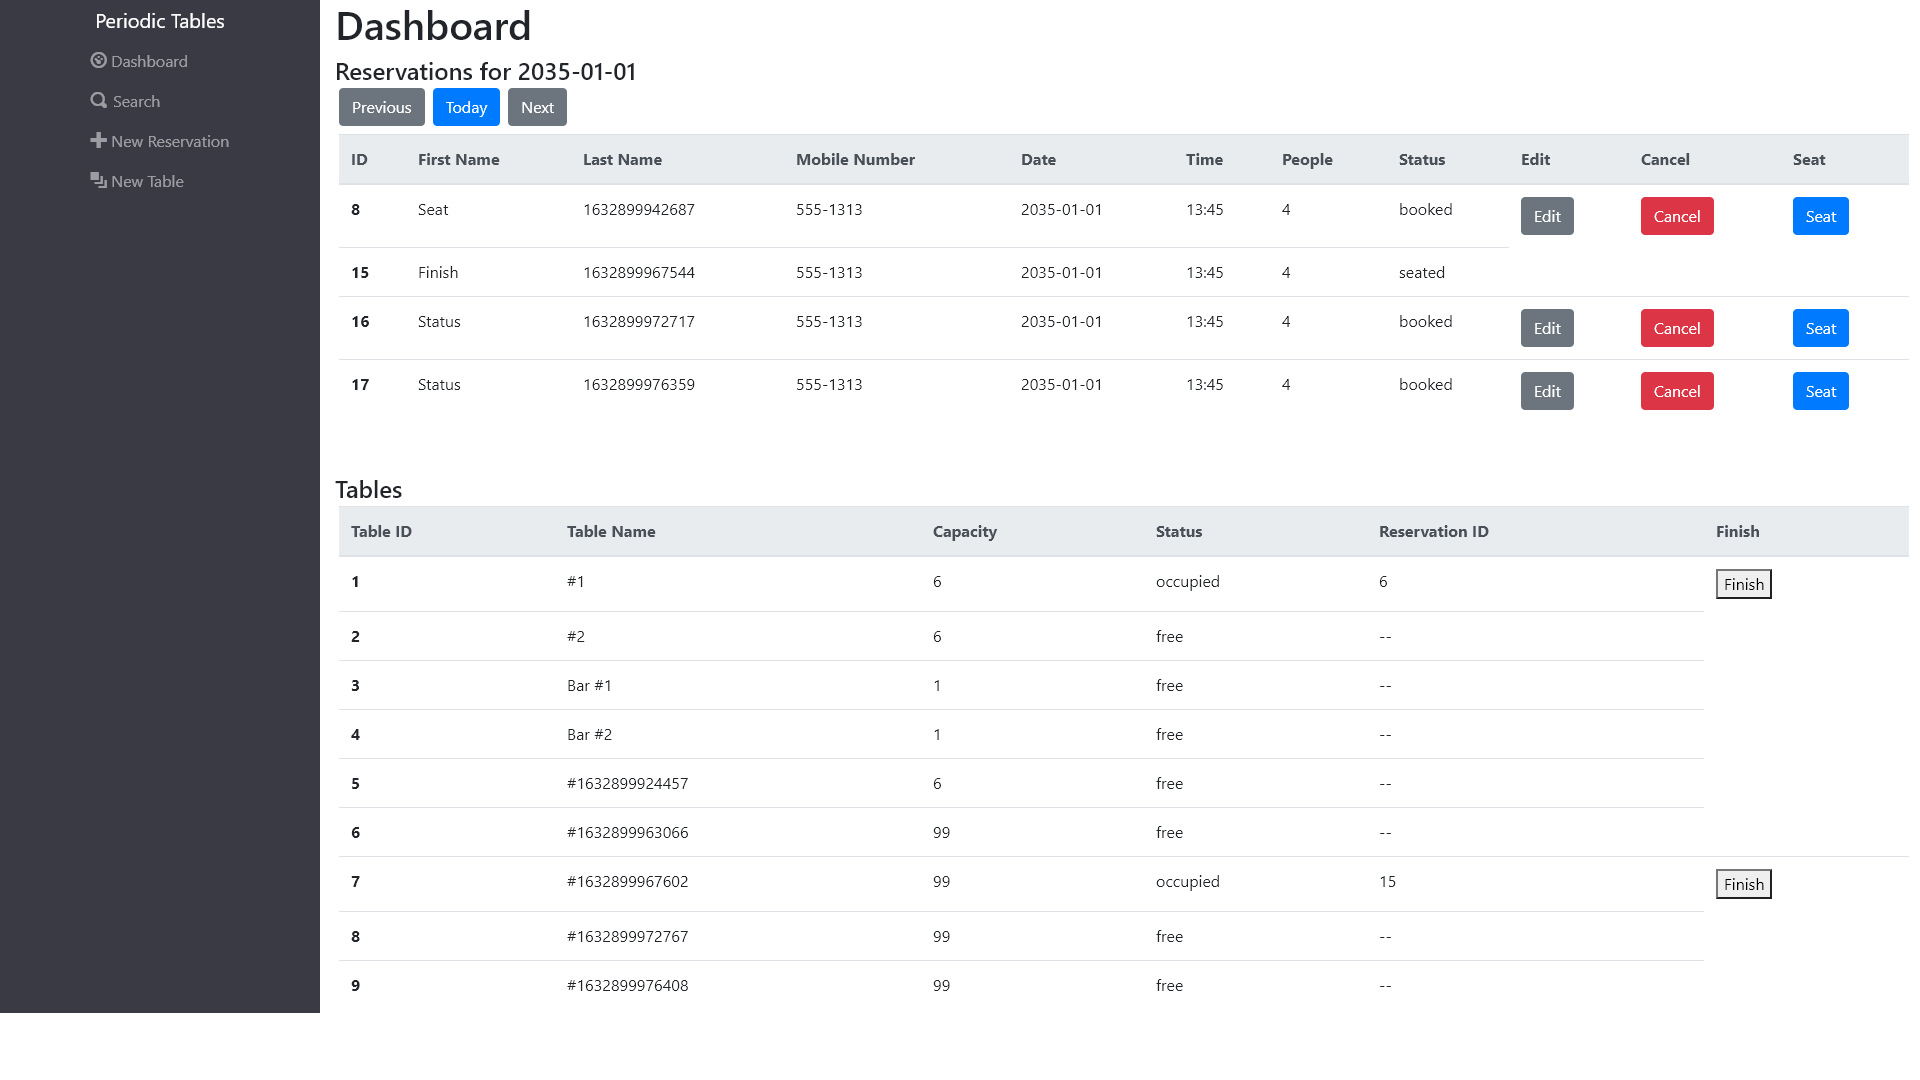 Periodic Tables
Dashboard
Search
New Reservation
New Table
Dashboard
Reservations for 2035-01-01
Previous Today Next
ID First Name Last Name Mobile Number Date Time People Status Edit Cancel Seat
8 Seat 1632899942687 555-1313 2035-01-01 13:45 4 booked Edit Cancel Seat
15 Finish 1632899967544 555-1313 2035-01-01 13:45 4 seated
16 Status 1632899972717 555-1313 2035-01-01 13:45 4 booked Edit Cancel Seat
17 Status 1632899976359 555-1313 2035-01-01 13:45 4 booked Edit Cancel Seat
Tables
Table ID Table Name Capacity Status Reservation ID Finish
1 #1 6 occupied 6 Finish
2 #2 6 free --
3 Bar #1 1 free --
4 Bar #2 1 free --
5 #1632899924457 6 free --
6 #1632899963066 99 free --
7 #1632899967602 99 occupied 15 Finish
8 #1632899972767 99 free --
9 #1632899976408 99 free --